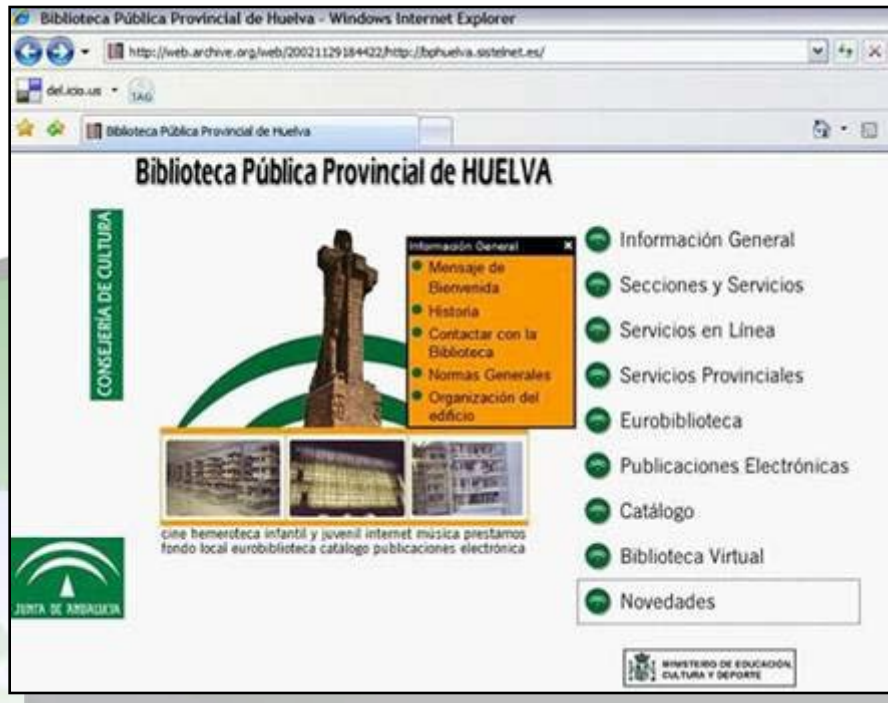 Biblioteca Pública Provincial de Huelva - Windows Internet Explorer
http://web.archive.org/web/20021129184422/http://bphuelva.sistelnet.es/
del.icio.us
TAG
Biblioteca Pública Provincial de Huelva
Biblioteca Pública Provincial de HUELVA
CONSEJERÍA DE CULTURA
Información General
Mensaje de
Bienvenida
Historia
Contactar con la
Biblioteca
Normas Generales
Organización del
edificio
Información General
Secciones y Servicios
Servicios en Línea
Servicios Provinciales
Eurobiblioteca
Publicaciones Electrónicas
Catálogo
Biblioteca Virtual
Novedades
cine hemeroteca infantil y juvenil internet música prestamos
fondo local eurobiblioteca catálogo publicaciones electrónica
JUNTA DE ANDALUCIA
MINISTERIO DE EDUCACIÓN,
CULTURA Y DEPORTE